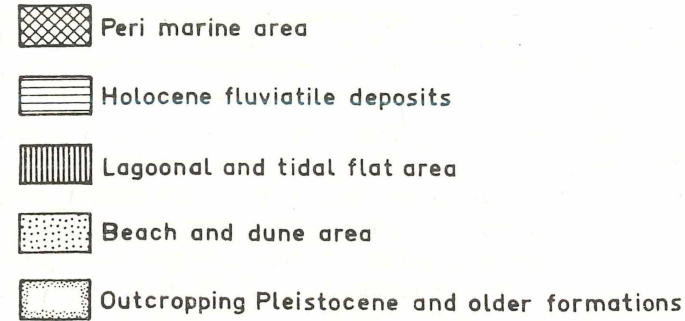 Peri marine area
Holocene fluviatile deposits
Lagoonal and tidal flat area
Beach and dune area
Outcropping Pleistocene and older formations